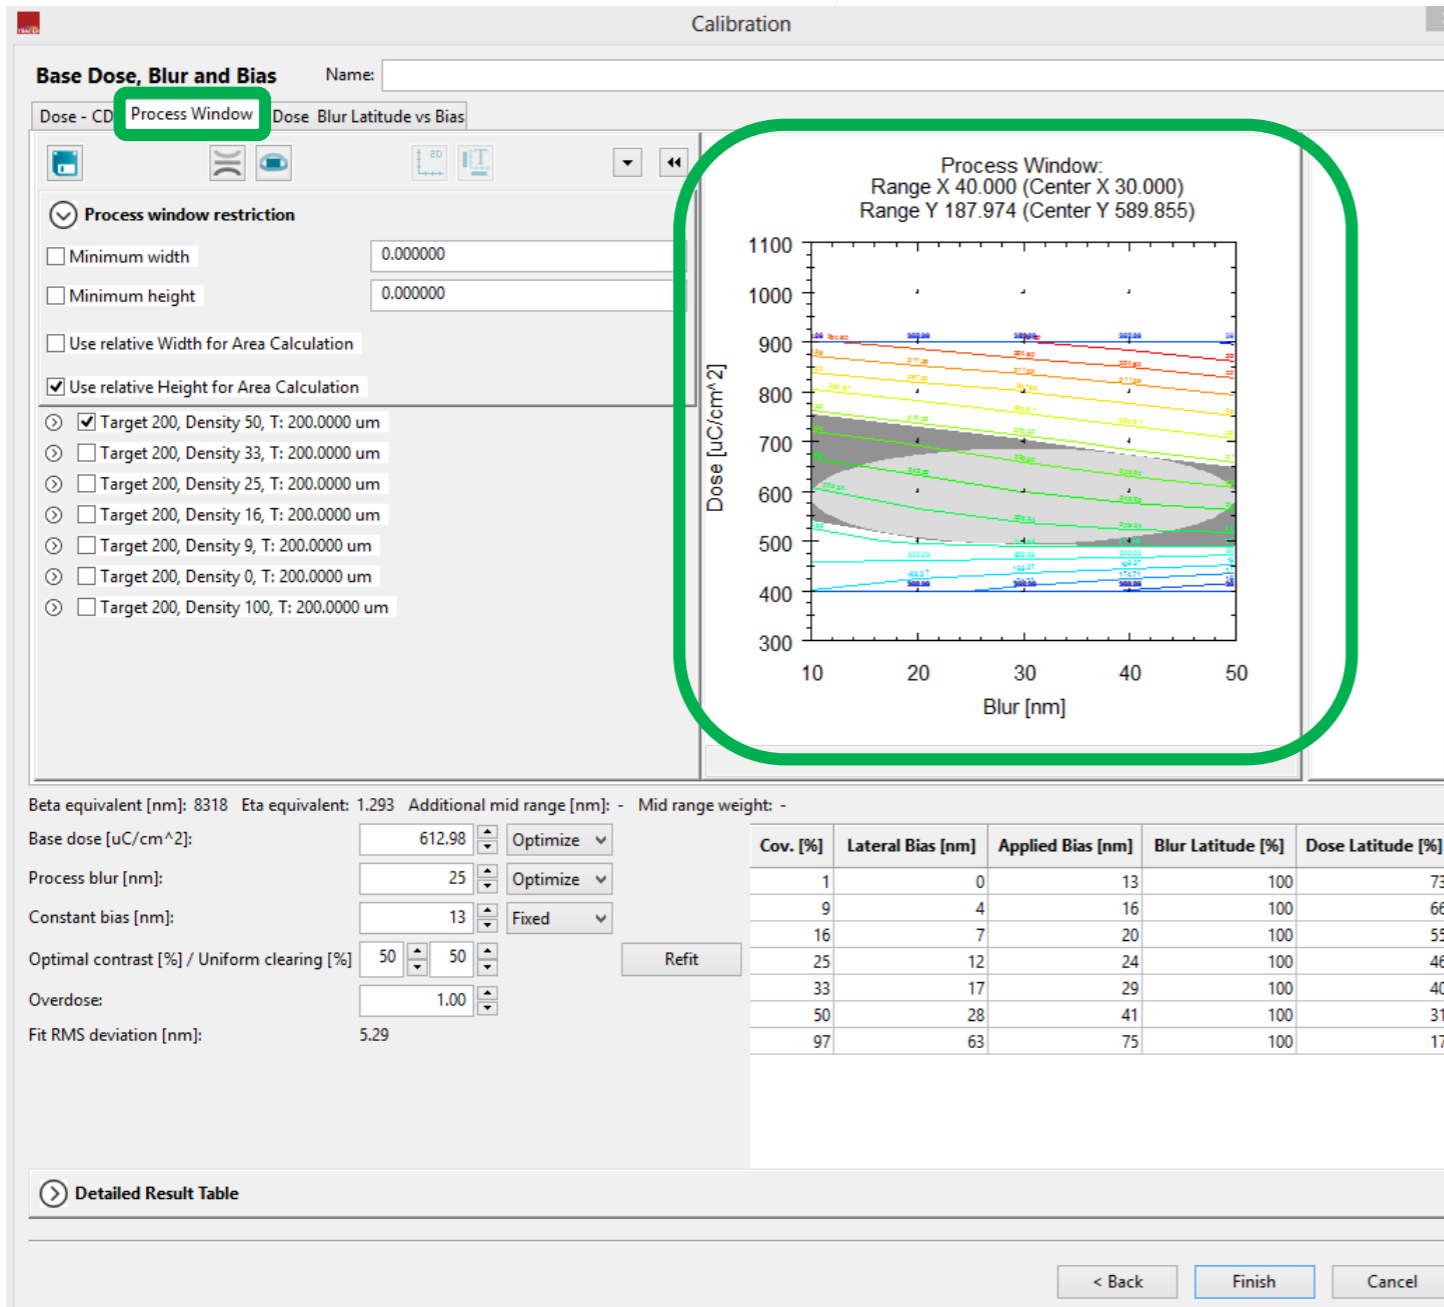 Calibration
Base Dose, Blur and Bias Name:
Dose - CD Process Window Dose Blur Latitude vs Bias
Process window restriction
Minimum width 0.000000
Minimum height 0.000000
Use relative Width for Area Calculation
Use relative Height for Area Calculation
Target 200, Density 50, T: 200.0000 um
Target 200, Density 33, T: 200.0000 um
Target 200, Density 25, T: 200.0000 um
Target 200, Density 16, T: 200.0000 um
Target 200, Density 9, T: 200.0000 um
Target 200, Density 0, T: 200.0000 um
Target 200, Density 100, T: 200.0000 um
Process Window:
Range X 40.000 (Center X 30.000)
Range Y 187.974 (Center Y 589.855)
1100
1000
900
800
700
600
500
400
300
Dose [uC/cm^2]
10 20 30 40 50
Blur [nm]
Beta equivalent [nm]: 8318 Eta equivalent: 1.293 Additional mid range [nm]: - Mid range weight: -
Base dose [uC/cm^2]: 612.98 Optimize
Process blur [nm]: 25 Optimize
Constant bias [nm]: 13 Fixed
Optimal contrast [%] / Uniform clearing [%] 50 50 Refit
Overdose: 1.00
Fit RMS deviation [nm]: 5.29
Cov. [%] Lateral Bias [nm] Applied Bias [nm] Blur Latitude [%] Dose Latitude [%]
1 0 13 100 73
9 4 16 100 66
16 7 20 100 55
25 12 24 100 46
33 17 29 100 40
50 28 41 100 31
97 63 75 100 17
Detailed Result Table
< Back Finish Cancel